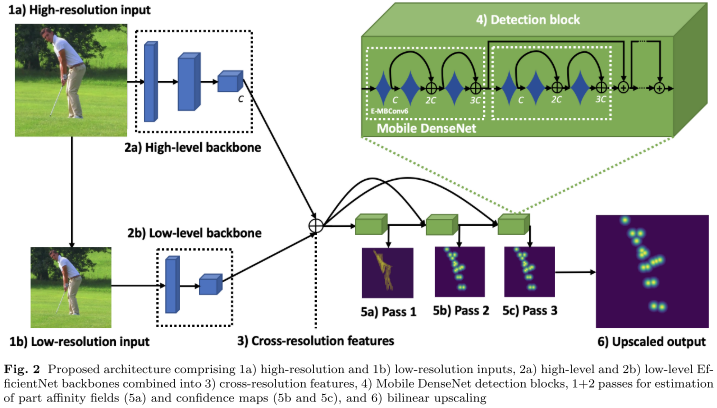 1a) High-resolution input
4) Detection block
C
2C
3C
C
2C
3C
E-MBConv6
Mobile DenseNet
C
2a) High-level backbone
2b) Low-level backbone
1b) Low-resolution input
3) Cross-resolution features
5a) Pass 1
5b) Pass 2
5c) Pass 3
6) Upscaled output
Fig. 2 Proposed architecture comprising 1a) high-resolution and 1b) low-resolution inputs, 2a) high-level and 2b) low-level Ef-
ficientNet backbones combined into 3) cross-resolution features, 4) Mobile DenseNet detection blocks, 1+2 passes for estimation
of part affinity fields (5a) and confidence maps (5b and 5c), and 6) bilinear upscaling